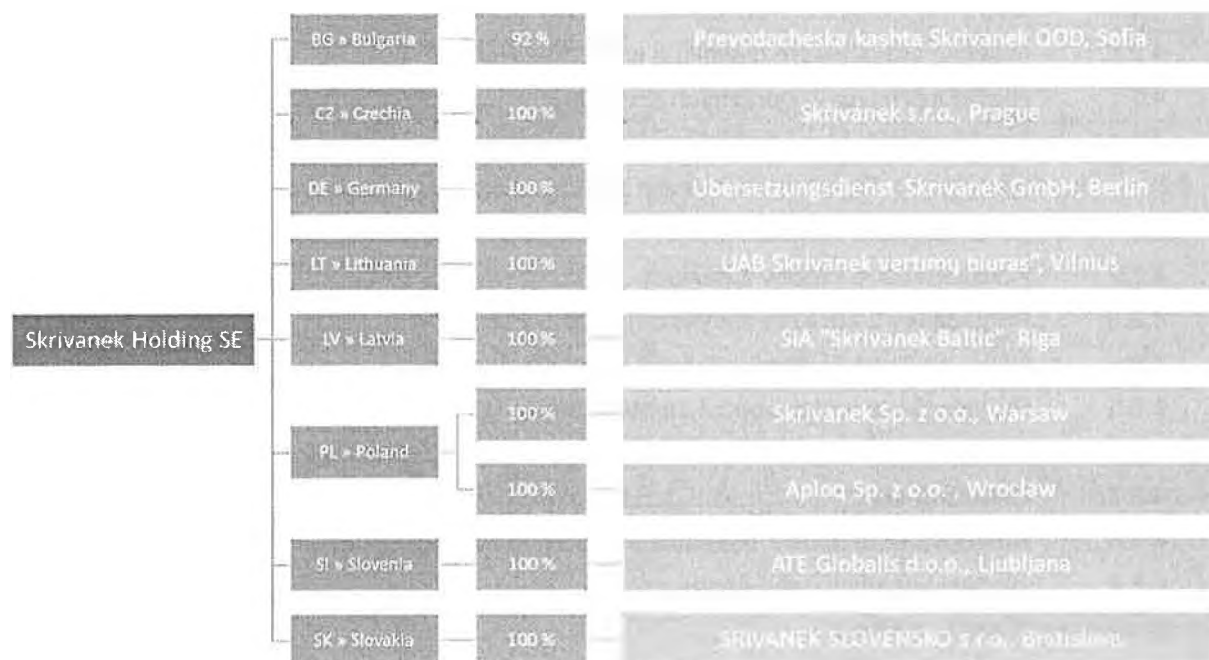 BG » Bulgaria 92 % Prevodacheska kashta Skrivanek OOD, Sofia
CZ » Czechia 100 % Skrivanek s.r.o., Prague
DE » Germany 100 % Übersetzungsdienst Skrivanek GmbH, Berlin
LT » Lithuania 100 % UAB Skrivanek vertimų biuras", Vilnius
Skrivanek Holding SE LV » Latvia 100 % SIA "Skrivanek Baltic", Riga
PL » Poland 100 % Skrivanek Sp. z o.o., Warsaw
100 % Aploq Sp. z o.o. , Wroclaw
SI » Slovenia 100 % ATE Globalis d.o.o., Ljubljana
SK » Slovakia 100 % SRIVANEK SLOVENSKO s.r.o., Bratislava